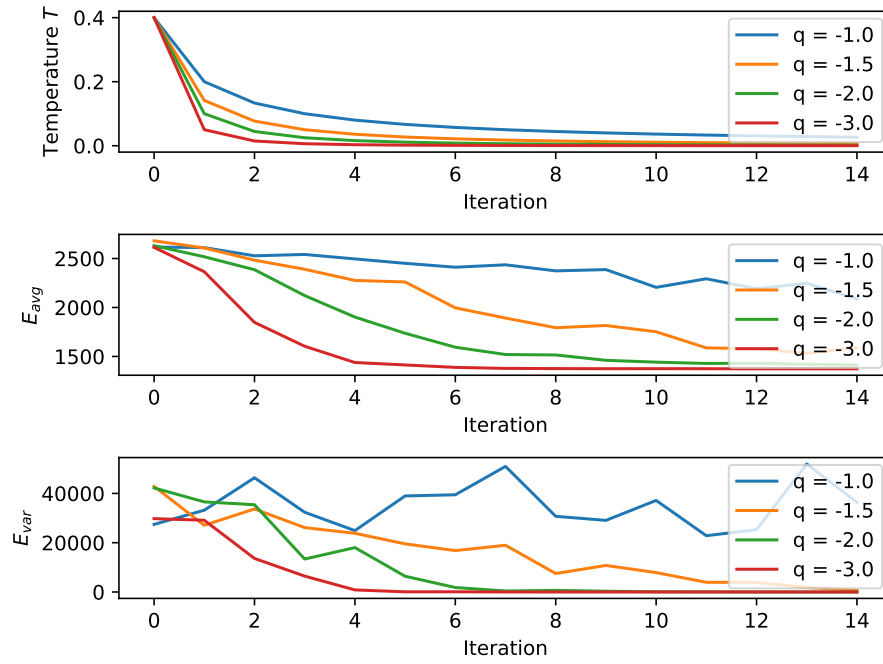 Temperature T
0.4
0.2
0.0
0 2 4 6 8 10 12 14
Iteration
q = -1.0
q = -1.5
q = -2.0
q = -3.0
E_avg
2500
2000
1500
0 2 4 6 8 10 12 14
Iteration
q = -1.0
q = -1.5
q = -2.0
q = -3.0
E_var
40000
20000
0
0 2 4 6 8 10 12 14
Iteration
q = -1.0
q = -1.5
q = -2.0
q = -3.0